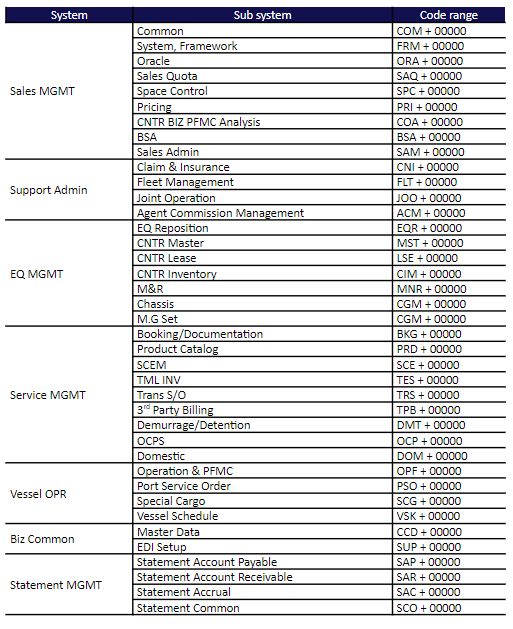 System Sub system Code range
Sales MGMT
Common COM + 00000
System, Framework FRM + 00000
Oracle ORA + 00000
Sales Quota SAQ + 00000
Space Control SPC + 00000
Pricing PRI + 00000
CNTR BIZ PFMC Analysis COA + 00000
BSA BSA + 00000
Sales Admin SAM + 00000
Support Admin
Claim & Insurance CNI + 00000
Fleet Management FLT + 00000
Joint Operation JOO + 00000
Agent Commission Management ACM + 00000
EQ MGMT
EQ Reposition EQR + 00000
CNTR Master MST + 00000
CNTR Lease LSE + 00000
CNTR Inventory CIM + 00000
M&R MNR + 00000
Chassis CGM + 00000
M.G Set CGM + 00000
Service MGMT
Booking/Documentation BKG + 00000
Product Catalog PRD + 00000
SCEM SCE + 00000
TML INV TES + 00000
Trans S/O TRS + 00000
3rd Party Billing TPB + 00000
Demurrage/Detention DMT + 00000
OCPS OCP + 00000
Domestic DOM + 00000
Vessel OPR
Operation & PFMC OPF + 00000
Port Service Order PSO + 00000
Special Cargo SCG + 00000
Vessel Schedule VSK + 00000
Biz Common
Master Data CCD + 00000
EDI Setup SUP + 00000
Statement MGMT
Statement Account Payable SAP + 00000
Statement Account Receivable SAR + 00000
Statement Accrual SAC + 00000
Statement Common SCO + 00000